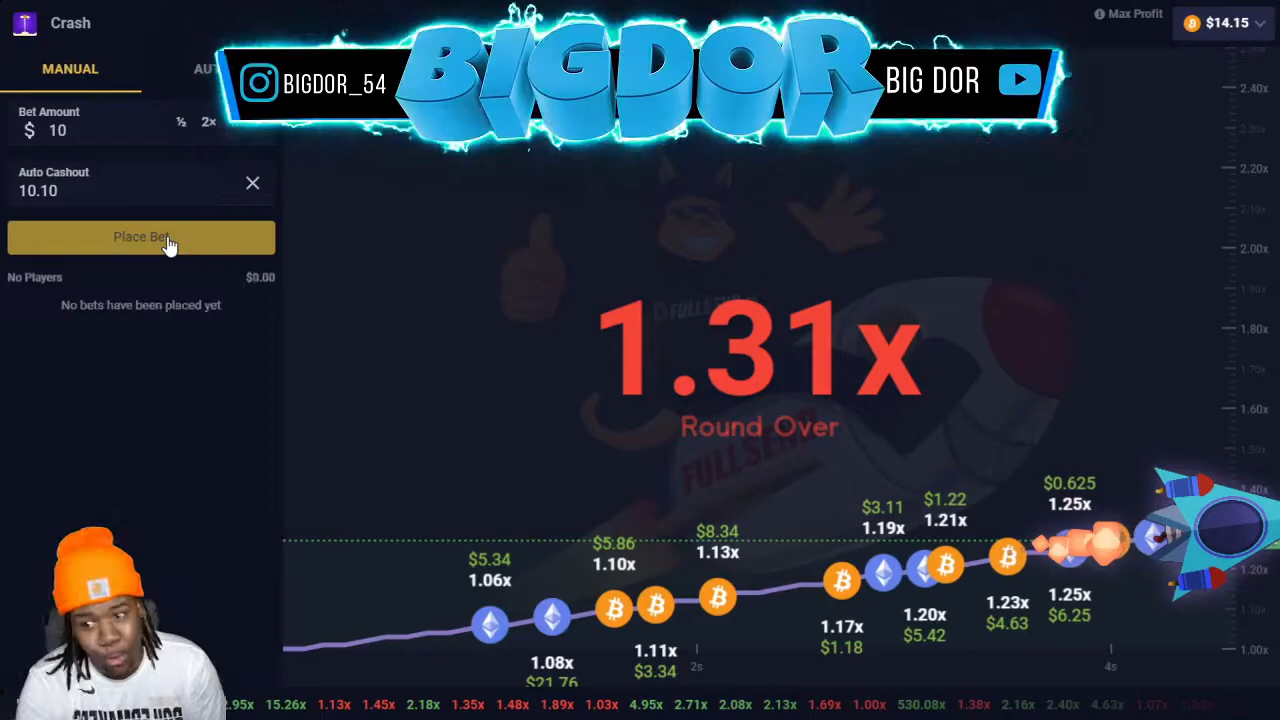 Crash
MANUAL
AUT
Bet Amount
$ 10
½ 2x
Auto Cashout
10.10
Place Bet
No Players $0.00
No bets have been placed yet
BIGDOR_54
BIGDOR
BIG DOR
Max Profit
$14.15
2.40x
2.20x
2.00x
1.80x
1.60x
1.40x
1.20x
1.00x
FULLSEND
1.31x
Round Over
FULLSEND
$5.34
1.06x
1.08x
$21.76
$5.86
1.10x
1.11x
$3.34
$8.34
1.13x
1.17x
$1.18
$3.11
1.19x
1.20x
$5.42
$1.22
1.21x
1.23x
$4.63
$0.625
1.25x
1.25x
$6.25
2s
4s
.95x 15.26x 1.13x 1.45x 2.18x 1.35x 1.48x 1.89x 1.03x 4.95x 2.71x 2.08x 2.13x 1.69x 1.00x 530.08x 1.38x 2.16x 2.40x 4.63x 1.07x